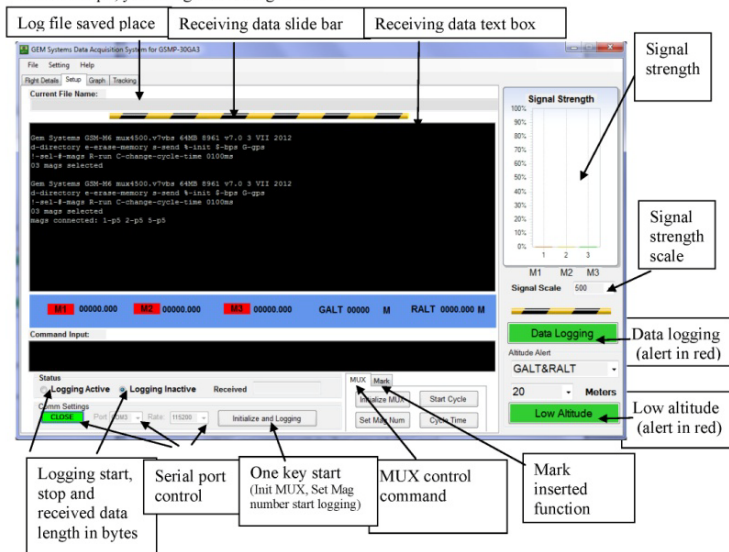 Log file saved place
Receiving data slide bar
Receiving data text box
GEM Systems Data Acquisition System for GSMP-30GA3
File Setting Help
Flight Details Setup Graph Tracking
Current File Name:
Gem Systems GSM-M6 mux4500.v7vbs 64MB 8961 v7.0 3 VII 2012
d-directory e-erase-memory s-send %-init $-bps G-gps
!-sel-#-mags R-run C-change-cycle-time 0100ms
03 mags selected
Gem Systems GSM-M6 mux4500.v7vbs 64MB 8961 v7.0 3 VII 2012
d-directory e-erase-memory s-send %-init $-bps G-gps
!-sel-#-mags R-run C-change-cycle-time 0100ms
03 mags selected
mags connected: 1-p5 2-p5 5-p5
M1 00000.000 M2 00000.000 M3 00000.000 GALT 00000 M RALT 0000.000 M
Command Input:
Status
Logging Active Logging Inactive Received
Comm Settings
CLOSE Port Rate: 115200 Initialize and Logging
MUX Mark
Initialize MUX Start Cycle
Set Mag Num Cycle Time
Signal Strength
100%
90%
80%
70%
60%
50%
40%
30%
20%
10%
0%
1 2 3
M1 M2 M3
Signal Scale 500
Data Logging
Altitude Alert
GALT&RALT
20 Meters
Low Altitude
Signal
strength
Signal
strength
scale
Data logging
(alert in red)
Low altitude
(alert in red)
Logging start,
stop and
received data
length in bytes
Serial port
control
One key start
(Init MUX, Set Mag
number start logging)
MUX control
command
Mark
inserted
function